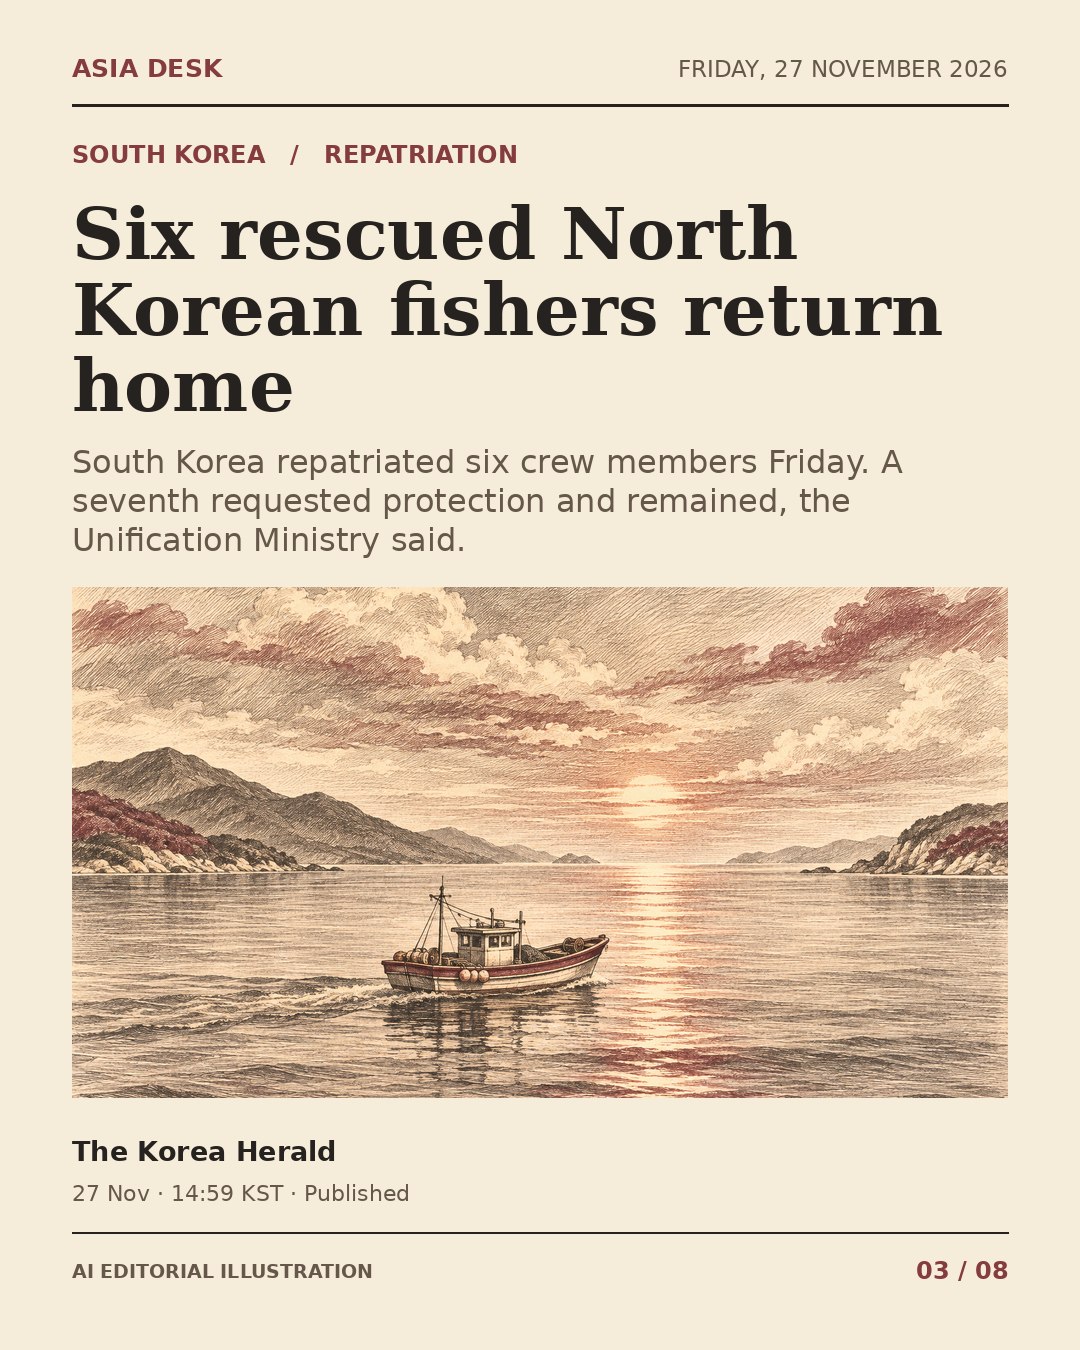 ASIA DESK
FRIDAY, 27 NOVEMBER 2026
SOUTH KOREA / REPATRIATION
Six rescued North
Korean fishers return
home
South Korea repatriated six crew members Friday. A
seventh requested protection and remained, the
Unification Ministry said.
The Korea Herald
27 Nov · 14:59 KST · Published
AI EDITORIAL ILLUSTRATION
03 / 08